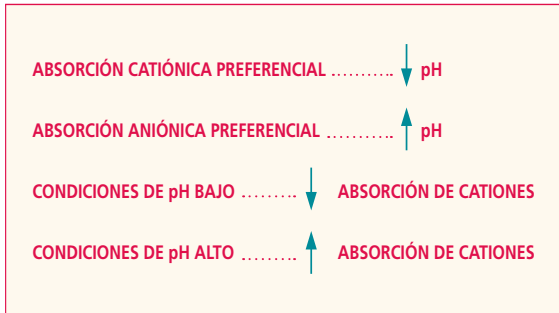 ABSORCIÓN CATIÓNICA PREFERENCIAL .......... ↓ pH
ABSORCIÓN ANIÓNICA PREFERENCIAL ........... ↑ pH
CONDICIONES DE pH BAJO ......... ↓ ABSORCIÓN DE CATIONES
CONDICIONES DE pH ALTO ......... ↑ ABSORCIÓN DE CATIONES